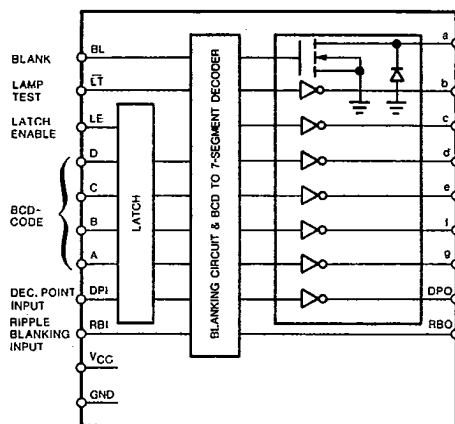 BLANK
BL
LAMP
TEST
LT
LATCH
ENABLE
LE
BCD-
CODE
D
C
B
A
DEC. POINT
INPUT
DPI
RIPPLE
BLANKING
INPUT
RBI
VCC
GND
LATCH
BLANKING CIRCUIT & BCD TO 7-SEGMENT DECODER
a
b
c
d
e
f
g
DPO
RBO